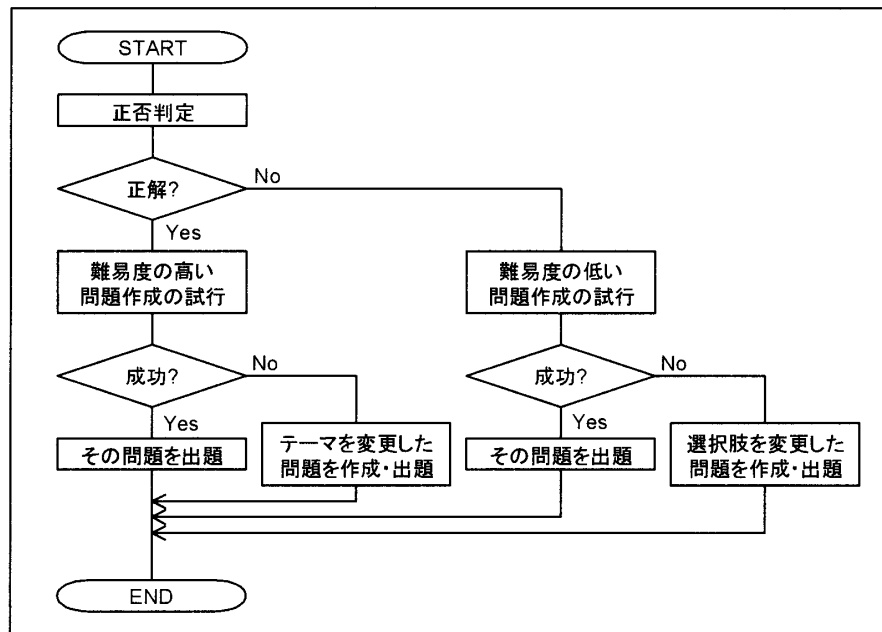 START
正否判定
正解?
No
Yes
難易度の高い
問題作成の試行
難易度の低い
問題作成の試行
成功?
No
Yes
成功?
No
Yes
その問題を出題
テーマを変更した
問題を作成・出題
その問題を出題
選択肢を変更した
問題を作成・出題
END